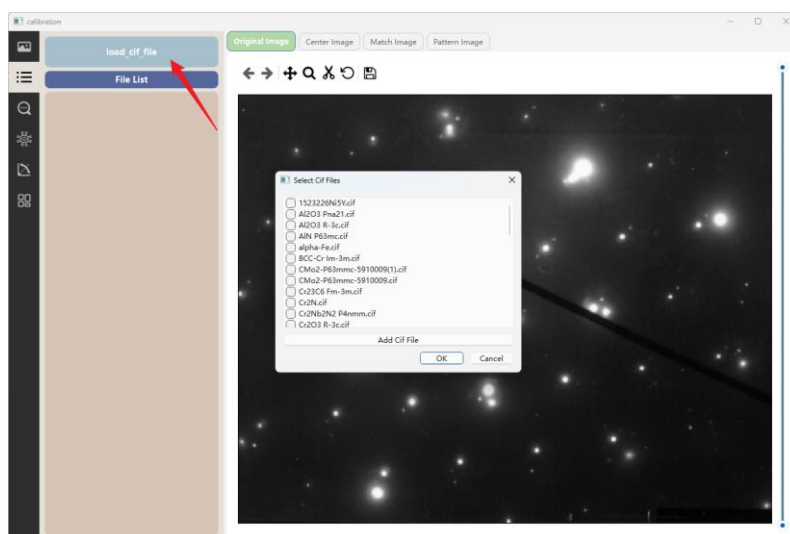 calibration
load_cif_file
File List
Original Image
Center Image
Match Image
Pattern Image
Select Cif Files
1523226Ni5Y.cif
Al2O3 Pna21.cif
Al2O3 R-3c.cif
AlN P63mc.cif
alpha-Fe.cif
BCC-Cr Im-3m.cif
CMo2-P63mmc-5910009(1).cif
CMo2-P63mmc-5910009.cif
Cr23C6 Fm-3m.cif
Cr2N.cif
Cr2Nb2N2 P4nmm.cif
Cr2O3 R-3c.cif
Add Cif File
OK
Cancel